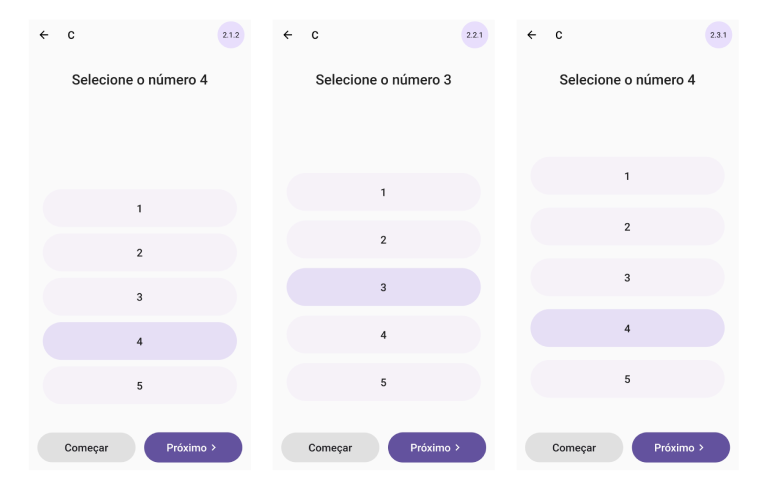 ← C 2.1.2
Selecione o número 4
1
2
3
4
5
Começar Próximo >
← C 2.2.1
Selecione o número 3
1
2
3
4
5
Começar Próximo >
← C 2.3.1
Selecione o número 4
1
2
3
4
5
Começar Próximo >